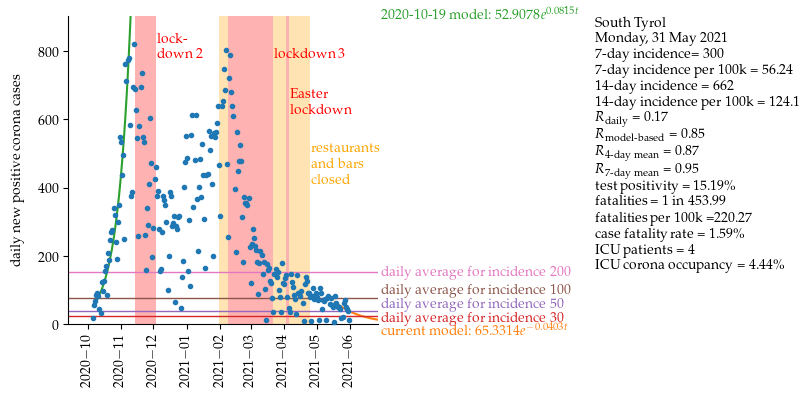 2020-10-19 model: 52.9078e^{0.0815t}
South Tyrol
Monday, 31 May 2021
7-day incidence= 300
7-day incidence per 100k = 56.24
14-day incidence = 662
14-day incidence per 100k = 124.1
R_daily = 0.17
R_model-based = 0.85
R_4-day mean = 0.87
R_7-day mean = 0.95
test positivity = 15.19%
fatalities = 1 in 453.99
fatalities per 100k =220.27
case fatality rate = 1.59%
ICU patients = 4
ICU corona occupancy = 4.44%
lock-
down 2
lockdown 3
Easter
lockdown
restaurants
and bars
closed
daily average for incidence 200
daily average for incidence 100
daily average for incidence 50
daily average for incidence 30
current model: 65.3314e^{−0.0403t}
daily new positive corona cases
800
600
400
200
0
2020−10
2020−11
2020−12
2021−01
2021−02
2021−03
2021−04
2021−05
2021−06